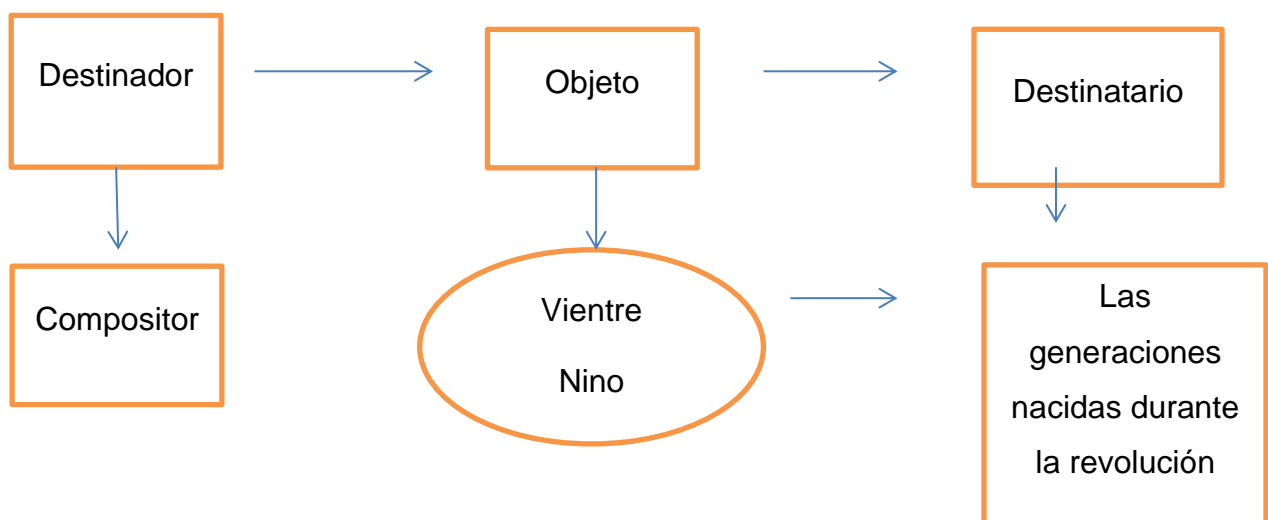 Destinador
Objeto
Destinatario
Compositor
Vientre
Nino
Las
generaciones
nacidas durante
la revolución